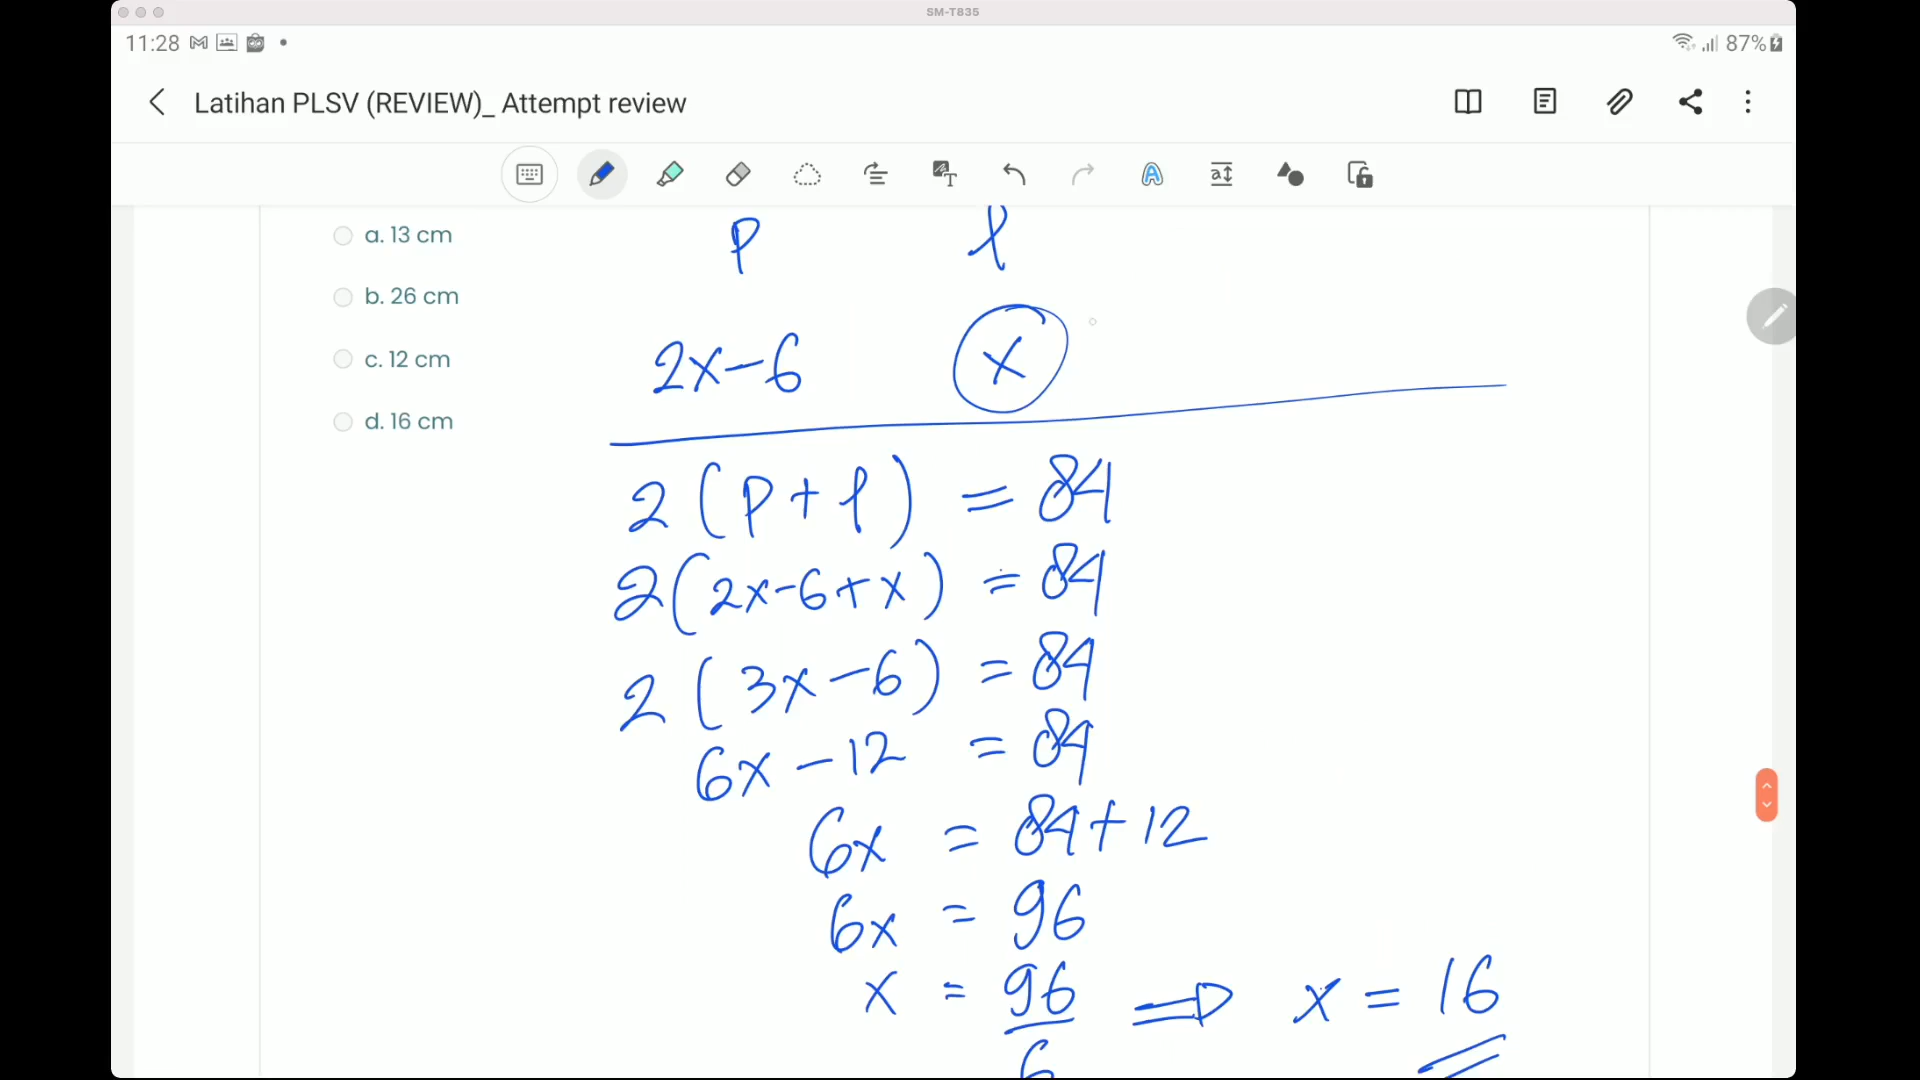 SM-T835
11:28
87%
Latihan PLSV (REVIEW)_ Attempt review
a. 13 cm
b. 26 cm
c. 12 cm
d. 16 cm
p l
2x-6 x
2(p+l) = 84
2(2x-6+x) = 84
2(3x-6) = 84
6x-12 = 84
6x = 84+12
6x = 96
x = 96/6 ⇒ x = 16